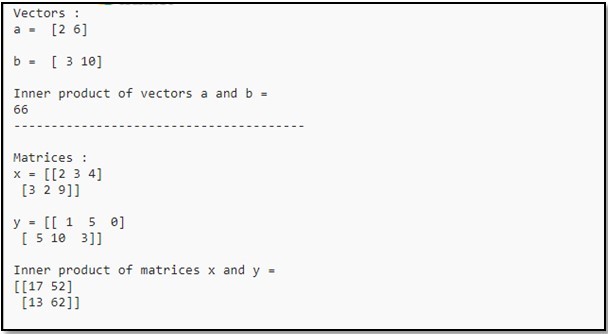 Vectors :
a =  [2 6]
b =  [ 3 10]
Inner product of vectors a and b =
66
---------------------------------------
Matrices :
x = [[2 3 4]
 [3 2 9]]
y = [[ 1  5  0]
 [ 5 10  3]]
Inner product of matrices x and y =
[[17 52]
 [13 62]]